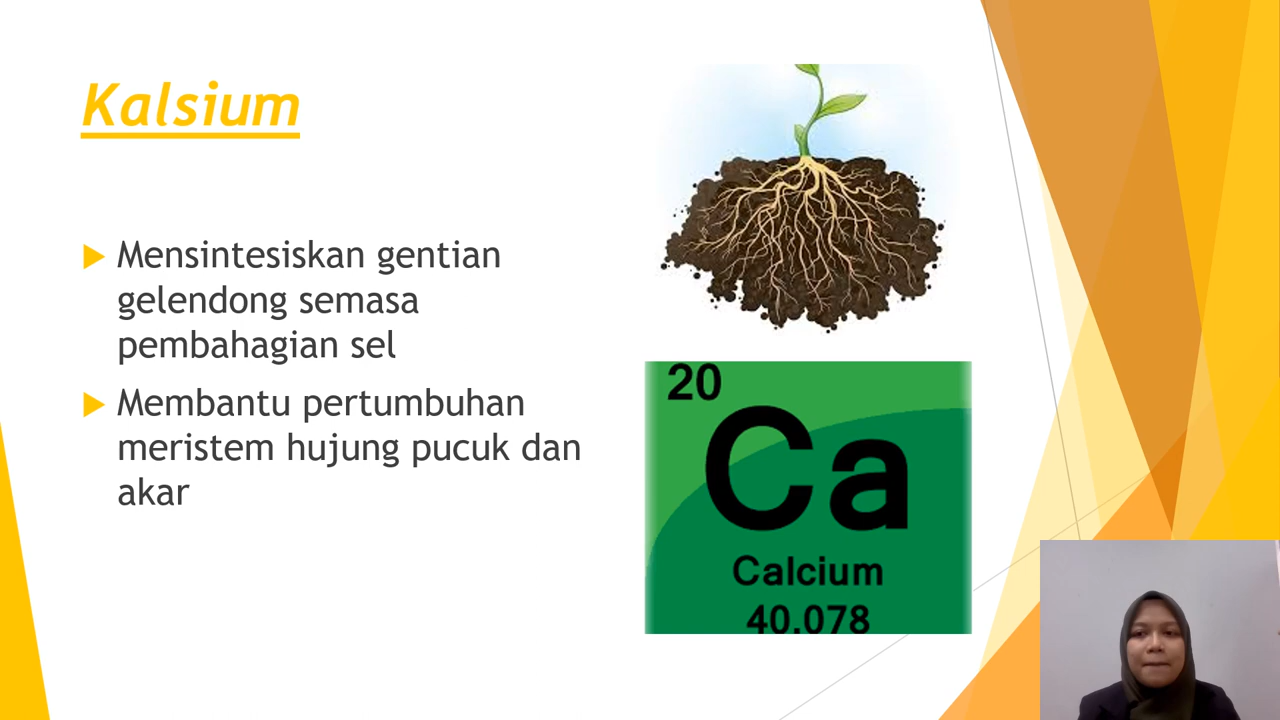 Kalsium
Mensintesiskan gentian
gelendong semasa
pembahagian sel
Membantu pertumbuhan
meristem hujung pucuk dan
akar
20
Ca
Calcium
40.078